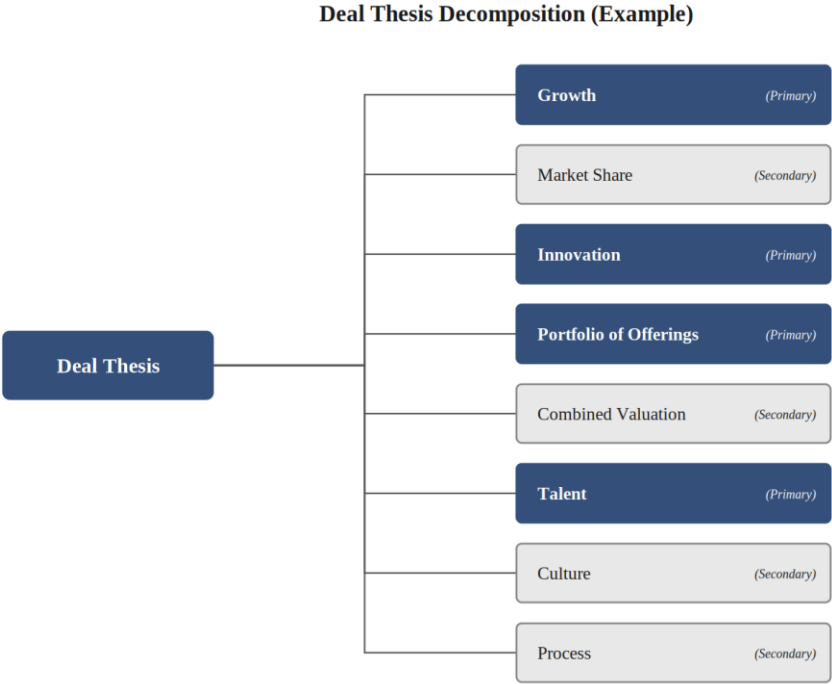 Deal Thesis Decomposition (Example)
Growth (Primary)
Market Share (Secondary)
Innovation (Primary)
Portfolio of Offerings (Primary)
Deal Thesis
Combined Valuation (Secondary)
Talent (Primary)
Culture (Secondary)
Process (Secondary)